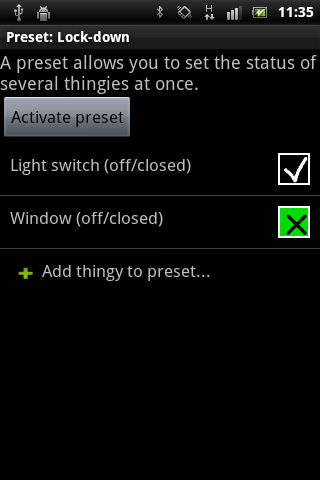 H
11:35
Preset: Lock-down
A preset allows you to set the status of
several thingies at once.
Activate preset
Light switch (off/closed)
Window (off/closed)
Add thingy to preset...